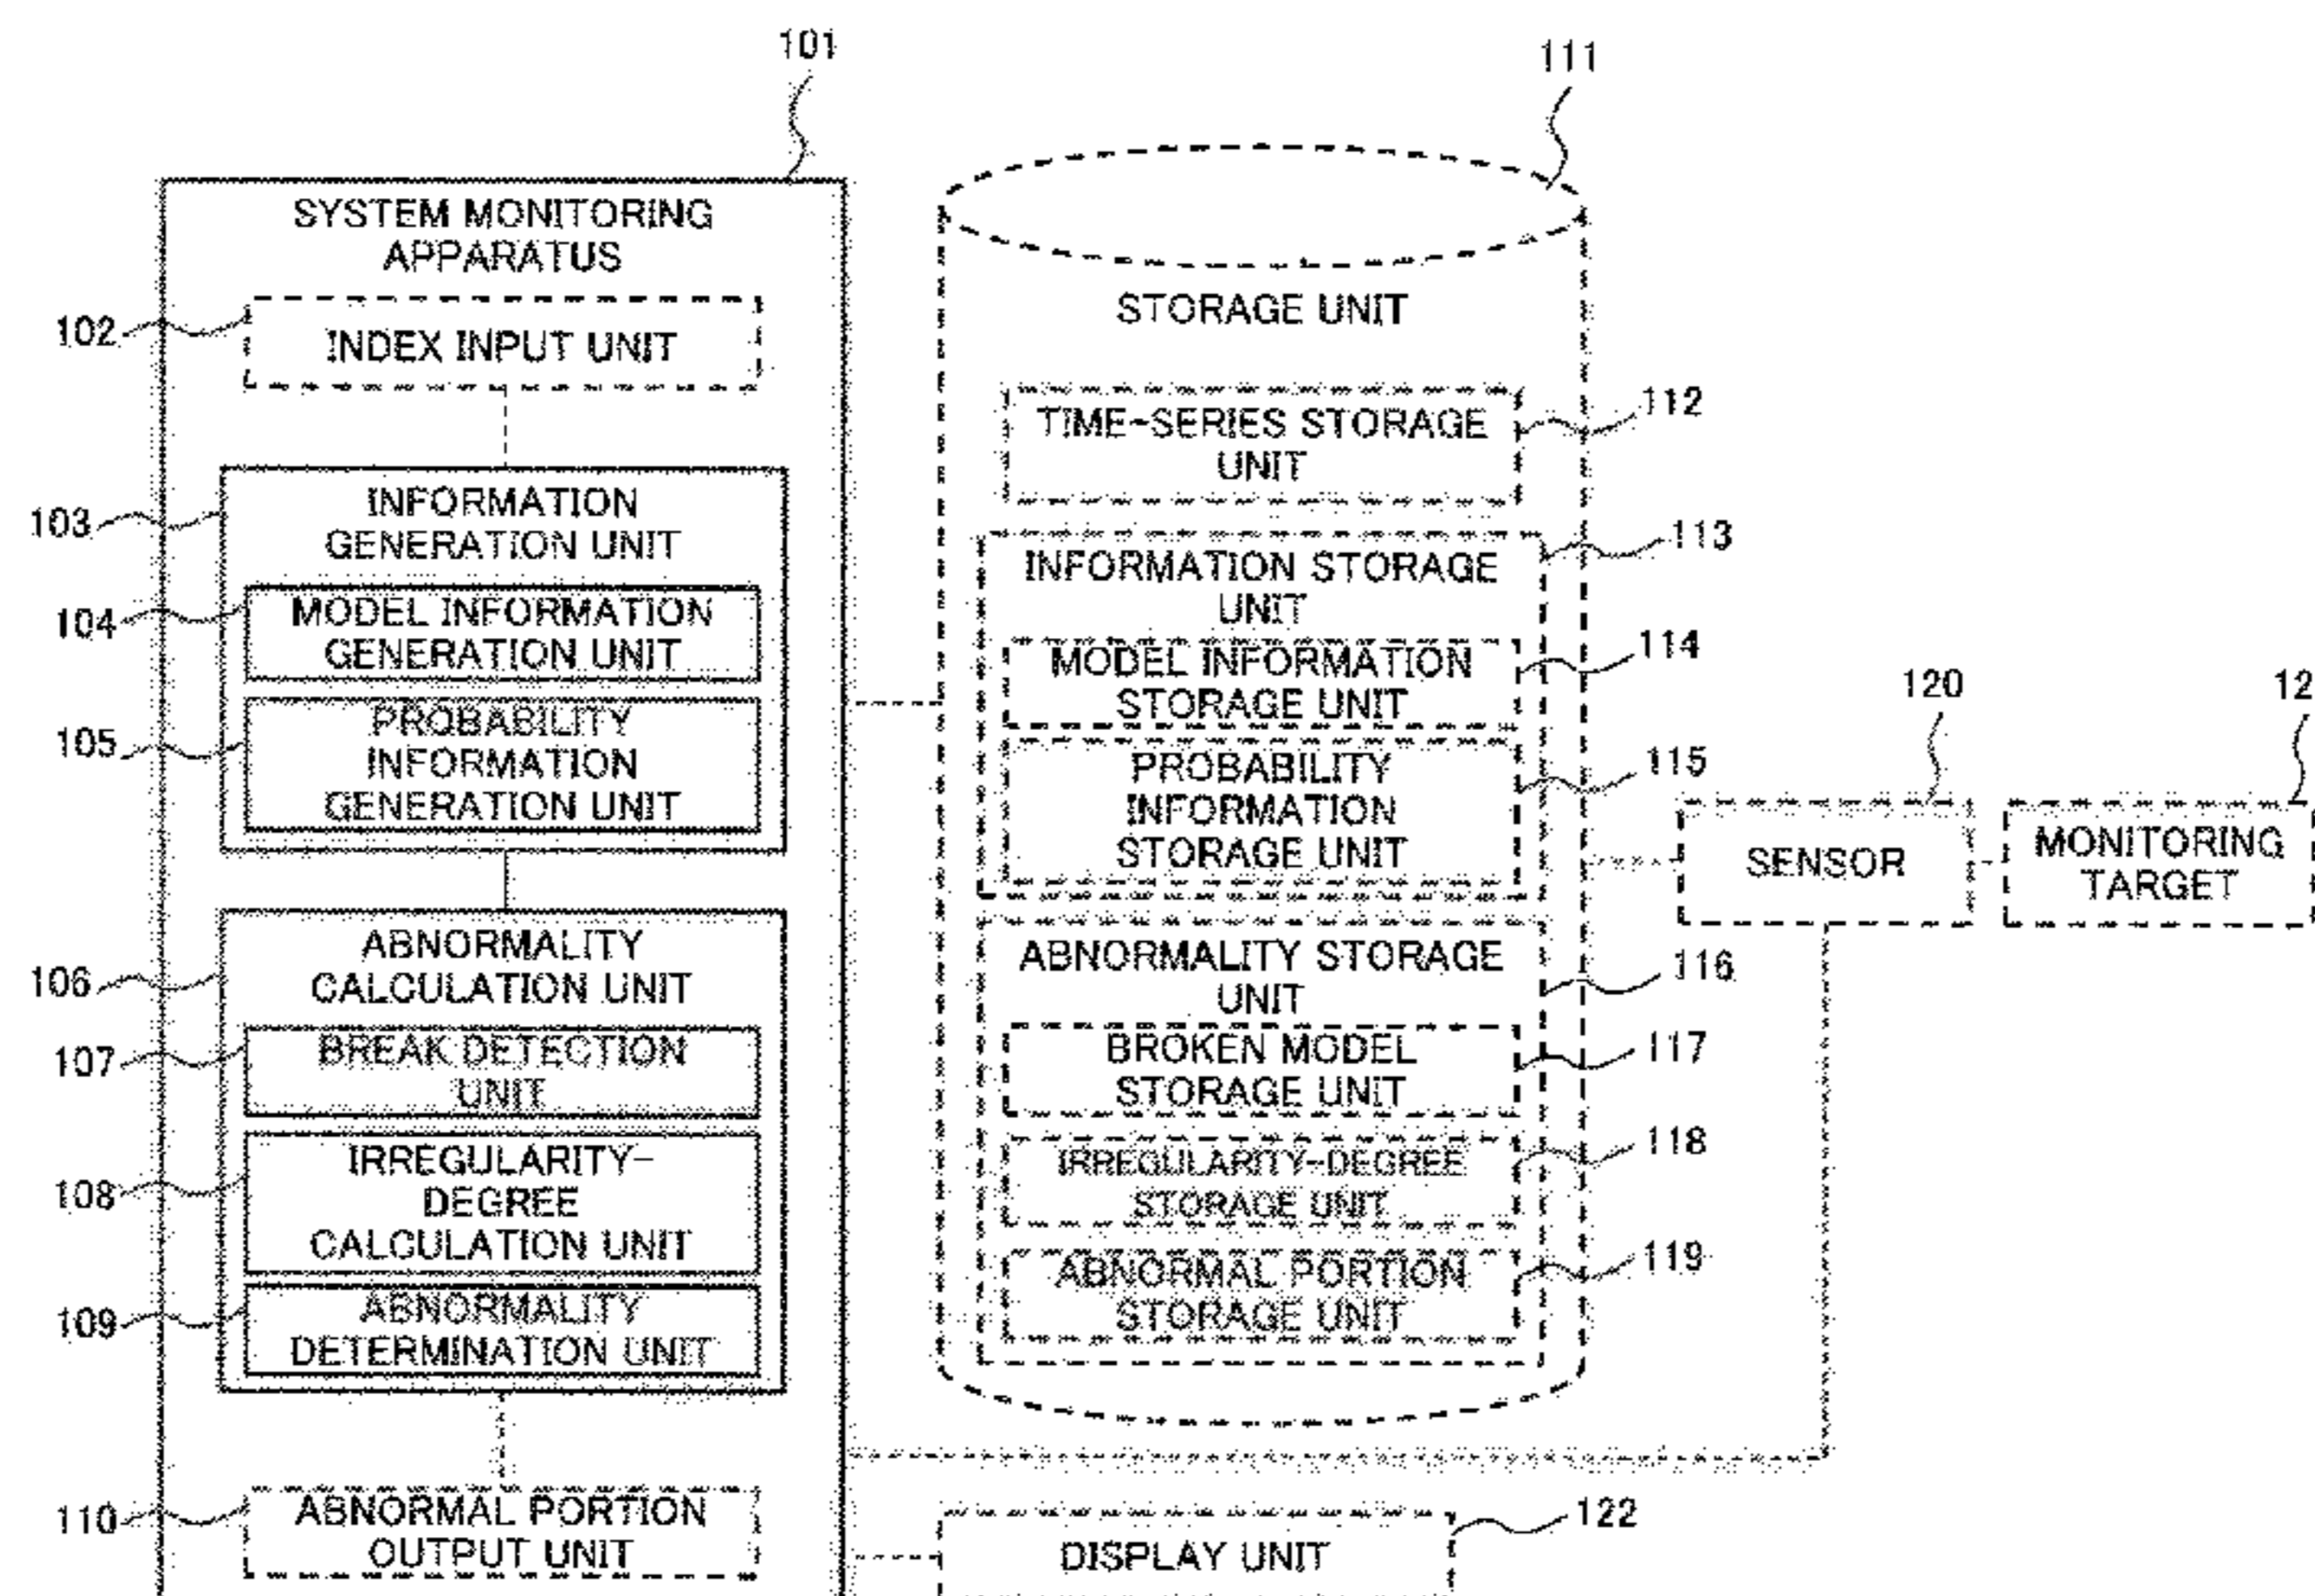 101
111
SYSTEM MONITORING
APPARATUS
102
INDEX INPUT UNIT
103
INFORMATION
GENERATION UNIT
104
MODEL INFORMATION
GENERATION UNIT
105
PROBABILITY
INFORMATION
GENERATION UNIT
106
ABNORMALITY
CALCULATION UNIT
107
BREAK DETECTION
UNIT
108
IRREGULARITY-
DEGREE
CALCULATION UNIT
109
ABNORMALITY
DETERMINATION UNIT
110
ABNORMAL PORTION
OUTPUT UNIT
STORAGE UNIT
TIME-SERIES STORAGE
UNIT
112
INFORMATION STORAGE
UNIT
113
MODEL INFORMATION
STORAGE UNIT
114
PROBABILITY
INFORMATION
STORAGE UNIT
115
ABNORMALITY STORAGE
UNIT
116
BROKEN MODEL
STORAGE UNIT
117
IRREGULARITY-DEGREE
STORAGE UNIT
118
ABNORMAL PORTION
STORAGE UNIT
119
120
SENSOR
12
MONITORING
TARGET
122
DISPLAY UNIT